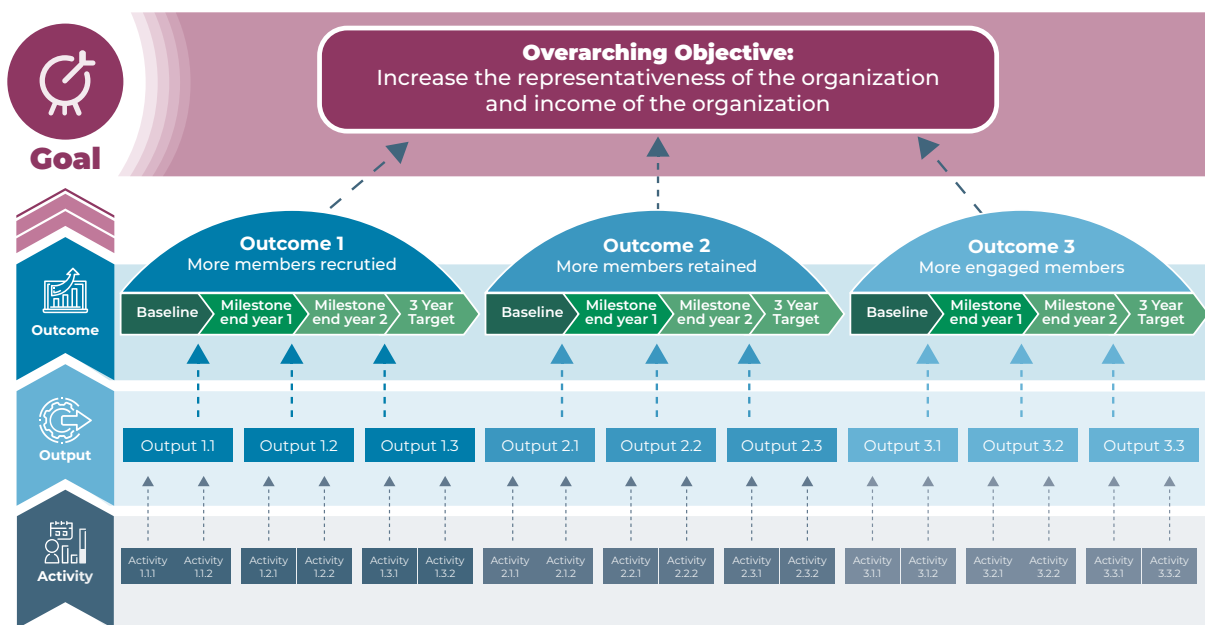 Overarching Objective:
Increase the representativeness of the organization
and income of the organization
Goal
Outcome 1
More members recrutied
Outcome 2
More members retained
Outcome 3
More engaged members
Outcome
Baseline
Milestone
end year 1
Milestone
end year 2
3 Year
Target
Baseline
Milestone
end year 1
Milestone
end year 2
3 Year
Target
Baseline
Milestone
end year 1
Milestone
end year 2
3 Year
Target
Output
Output 1.1
Output 1.2
Output 1.3
Output 2.1
Output 2.2
Output 2.3
Output 3.1
Output 3.2
Output 3.3
Activity
Activity
1.1.1
Activity
1.1.2
Activity
1.2.1
Activity
1.2.2
Activity
1.3.1
Activity
1.3.2
Activity
2.1.1
Activity
2.1.2
Activity
2.2.1
Activity
2.2.2
Activity
2.3.1
Activity
2.3.2
Activity
3.1.1
Activity
3.1.2
Activity
3.2.1
Activity
3.2.2
Activity
3.3.1
Activity
3.3.2